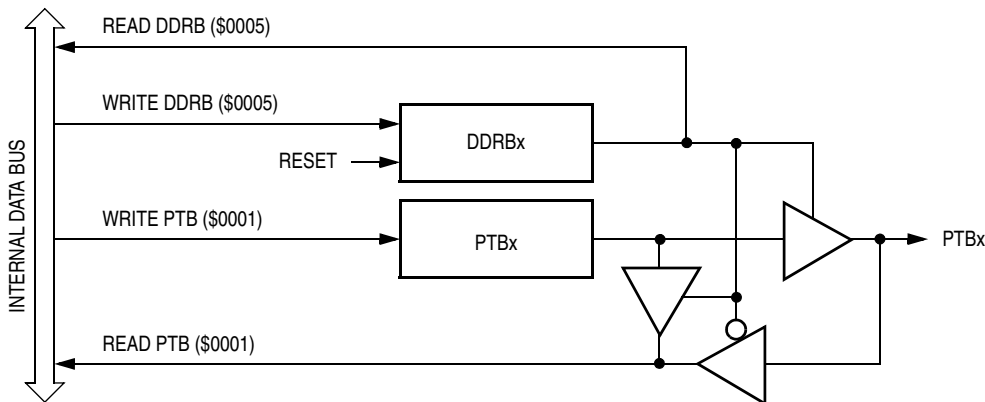 READ DDRB ($0005)
WRITE DDRB ($0005)
DDRBx
RESET
WRITE PTB ($0001)
PTBx
PTBx
READ PTB ($0001)
INTERNAL DATA BUS